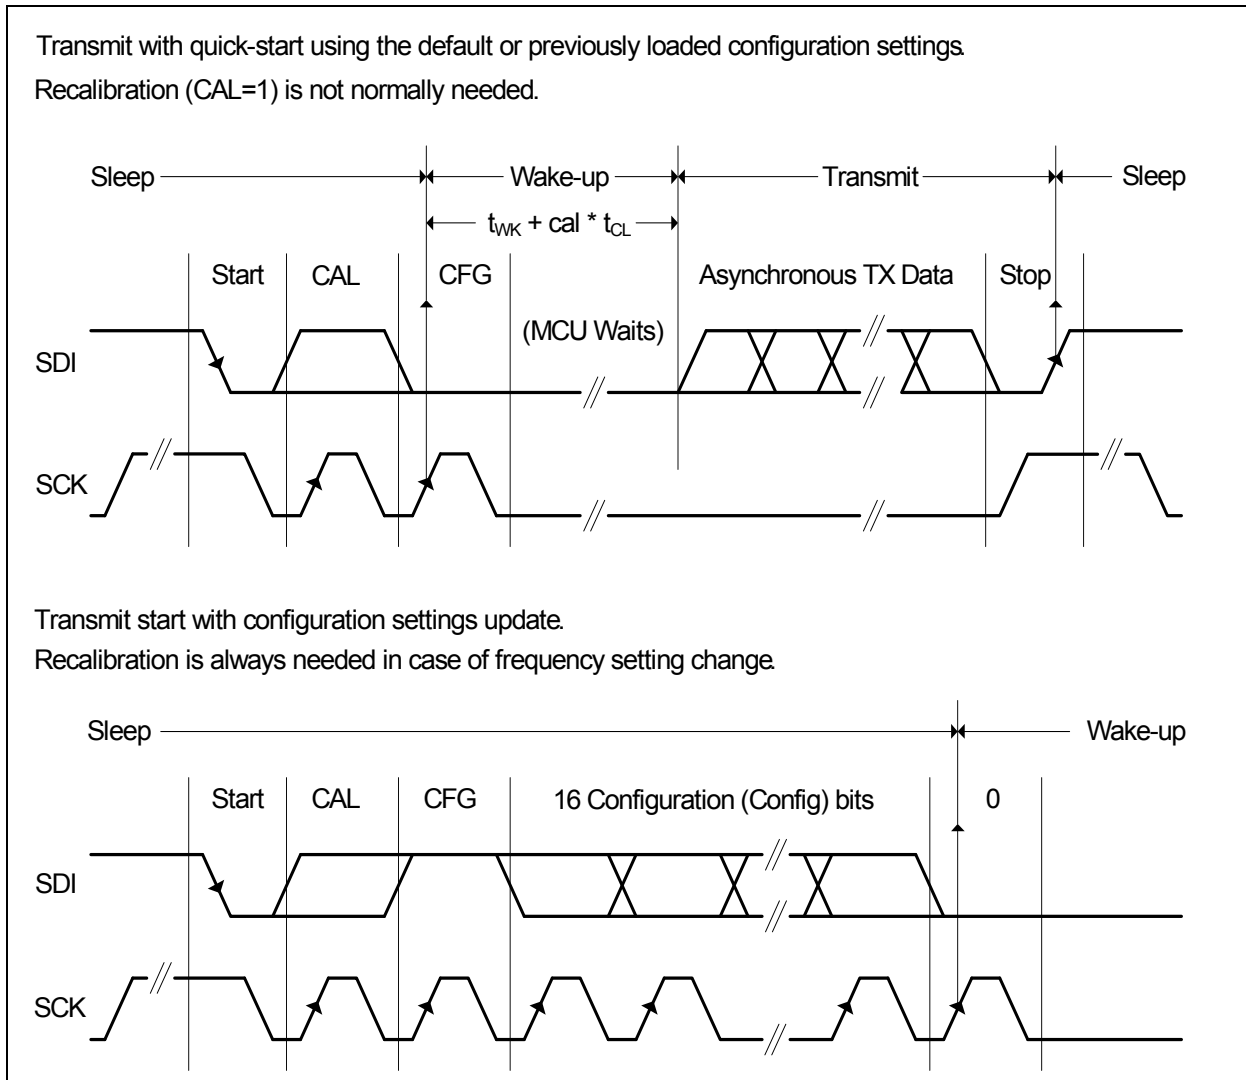 Transmit with quick-start using the default or previously loaded configuration settings.
Recalibration (CAL=1) is not normally needed.
Sleep Wake-up Transmit Sleep
tWK + cal * tCL
Start CAL CFG Asynchronous TX Data Stop
(MCU Waits)
SDI
SCK
Transmit start with configuration settings update.
Recalibration is always needed in case of frequency setting change.
Sleep Wake-up
Start CAL CFG 16 Configuration (Config) bits 0
SDI
SCK